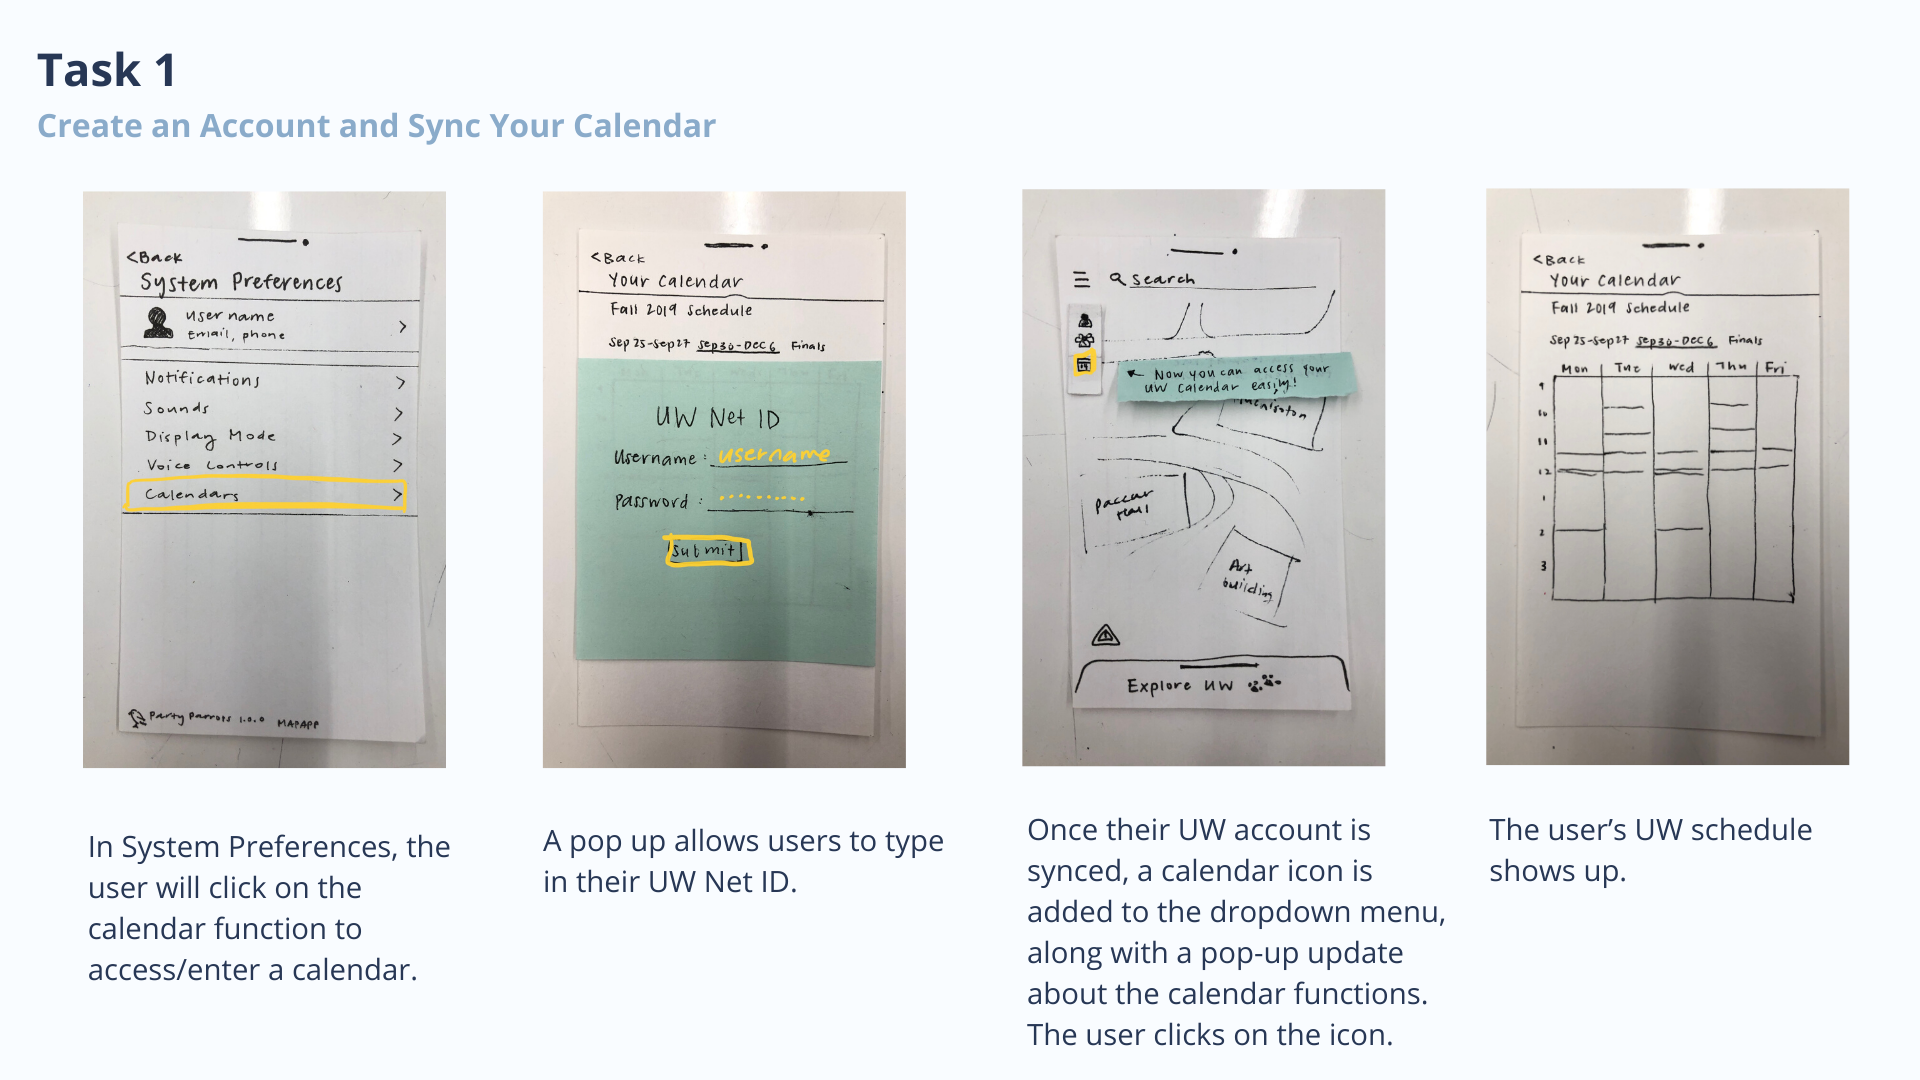 Task 1
Create an Account and Sync Your Calendar
<Back
System Preferences
user name
Email, phone
Notifications
Sounds
Display Mode
Voice Controls
Calendars
Party Parrots 1.0.0 MAPAPP
In System Preferences, the
user will click on the
calendar function to
access/enter a calendar.
<Back
Your Calendar
Fall 2019 Schedule
Sep 25-Sep27 Sep30-DEC6 Finals
UW Net ID
Username: username
Password:
Submit
A pop up allows users to type
in their UW Net ID.
Search
Now you can access your
UW Calendar easily!
Paccar
Hall
Art
building
Explore UW
Once their UW account is
synced, a calendar icon is
added to the dropdown menu,
along with a pop-up update
about the calendar functions.
The user clicks on the icon.
<Back
Your Calendar
Fall 2019 Schedule
Sep 25-Sep27 Sep30-DEC6 Finals
Mon Tue Wed Thu Fri
9
10
11
12
1
2
3
The user’s UW schedule
shows up.